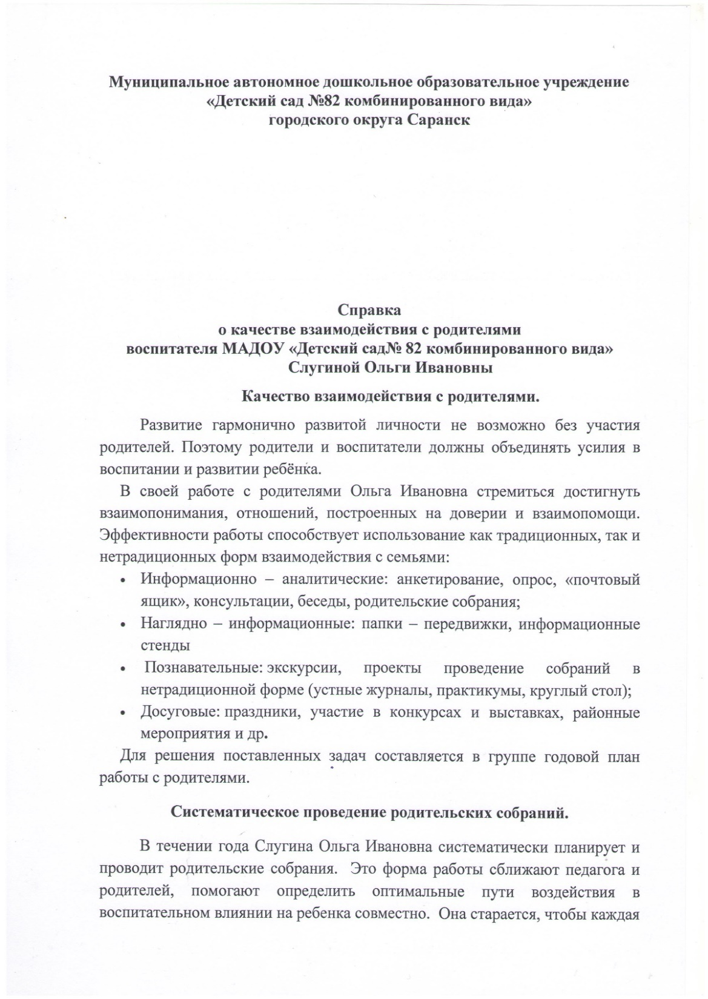 Муниципальное автономное дошкольное образовательное учреждение
«Детский сад №82 комбинированного вида»
городского округа Саранск
Справка
о качестве взаимодействия с родителями
воспитателя МАДОУ «Детский сад№ 82 комбинированного вида»
Слугиной Ольги Ивановны
Качество взаимодействия с родителями.
Развитие гармонично развитой личности не возможно без участия
родителей. Поэтому родители и воспитатели должны объединять усилия в
воспитании и развитии ребёнка.
В своей работе с родителями Ольга Ивановна стремиться достигнуть
взаимопонимания, отношений, построенных на доверии и взаимопомощи.
Эффективности работы способствует использование как традиционных, так и
нетрадиционных форм взаимодействия с семьями:
• Информационно – аналитические: анкетирование, опрос, «почтовый
ящик», консультации, беседы, родительские собрания;
• Наглядно – информационные: папки – передвижки, информационные
стенды
• Познавательные: экскурсии, проекты проведение собраний в
нетрадиционной форме (устные журналы, практикумы, круглый стол);
• Досуговые: праздники, участие в конкурсах и выставках, районные
мероприятия и др.
Для решения поставленных задач составляется в группе годовой план
работы с родителями.
Систематическое проведение родительских собраний.
В течении года Слугина Ольга Ивановна систематически планирует и
проводит родительские собрания. Это форма работы сближают педагога и
родителей, помогают определить оптимальные пути воздействия в
воспитательном влиянии на ребенка совместно. Она старается, чтобы каждая